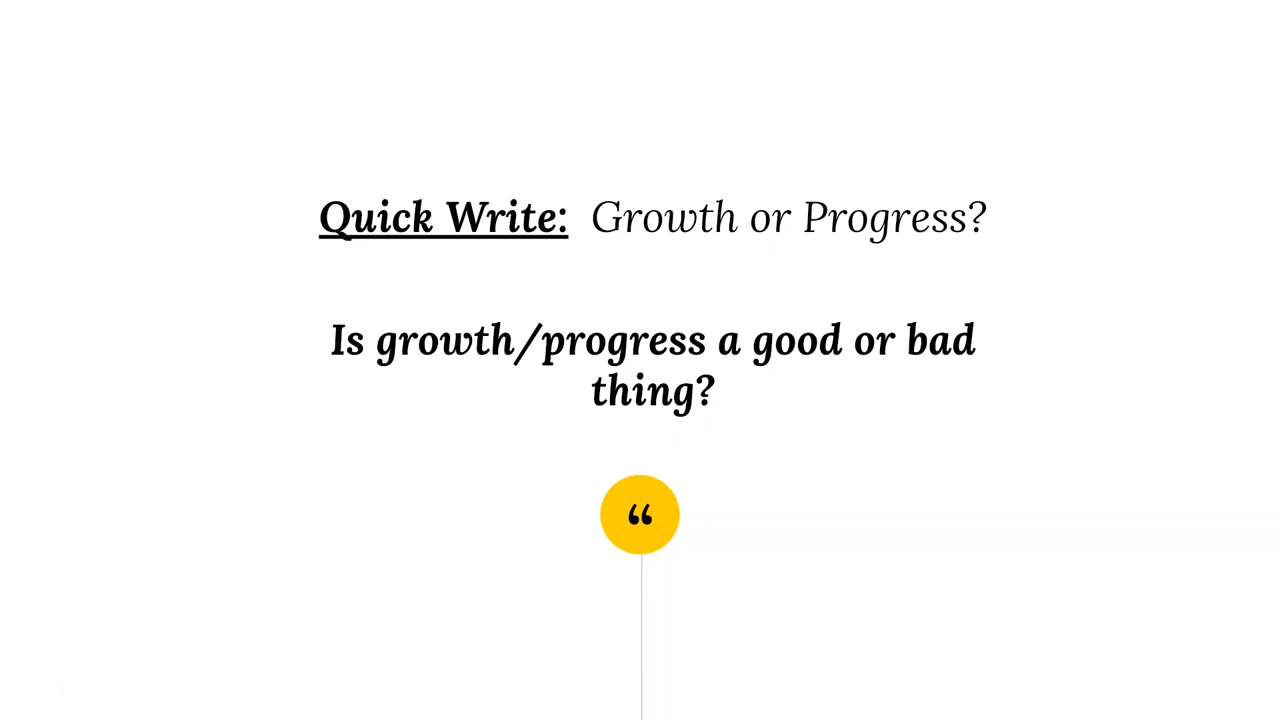 Quick Write: Growth or Progress?
Is growth/progress a good or bad
thing?
“